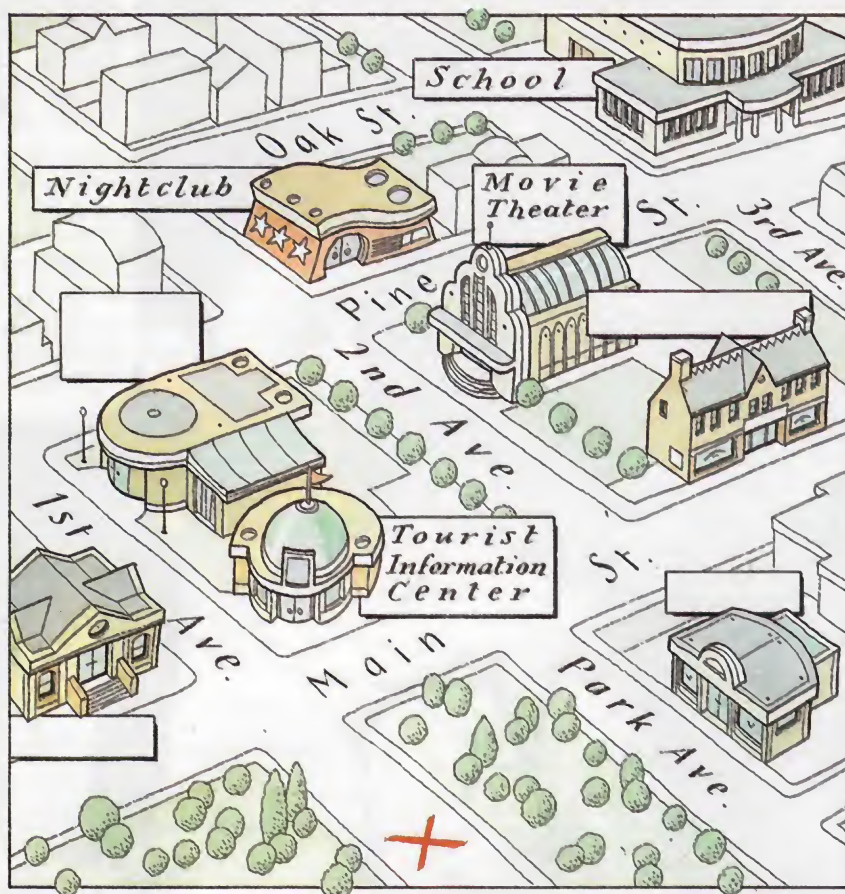 School
Oak St.
Nightclub
Movie
Theater
St.
3rd Ave.
Pine
2nd Ave.
1st
Ave.
Tourist
Information
Center
St.
Main
Park Ave.